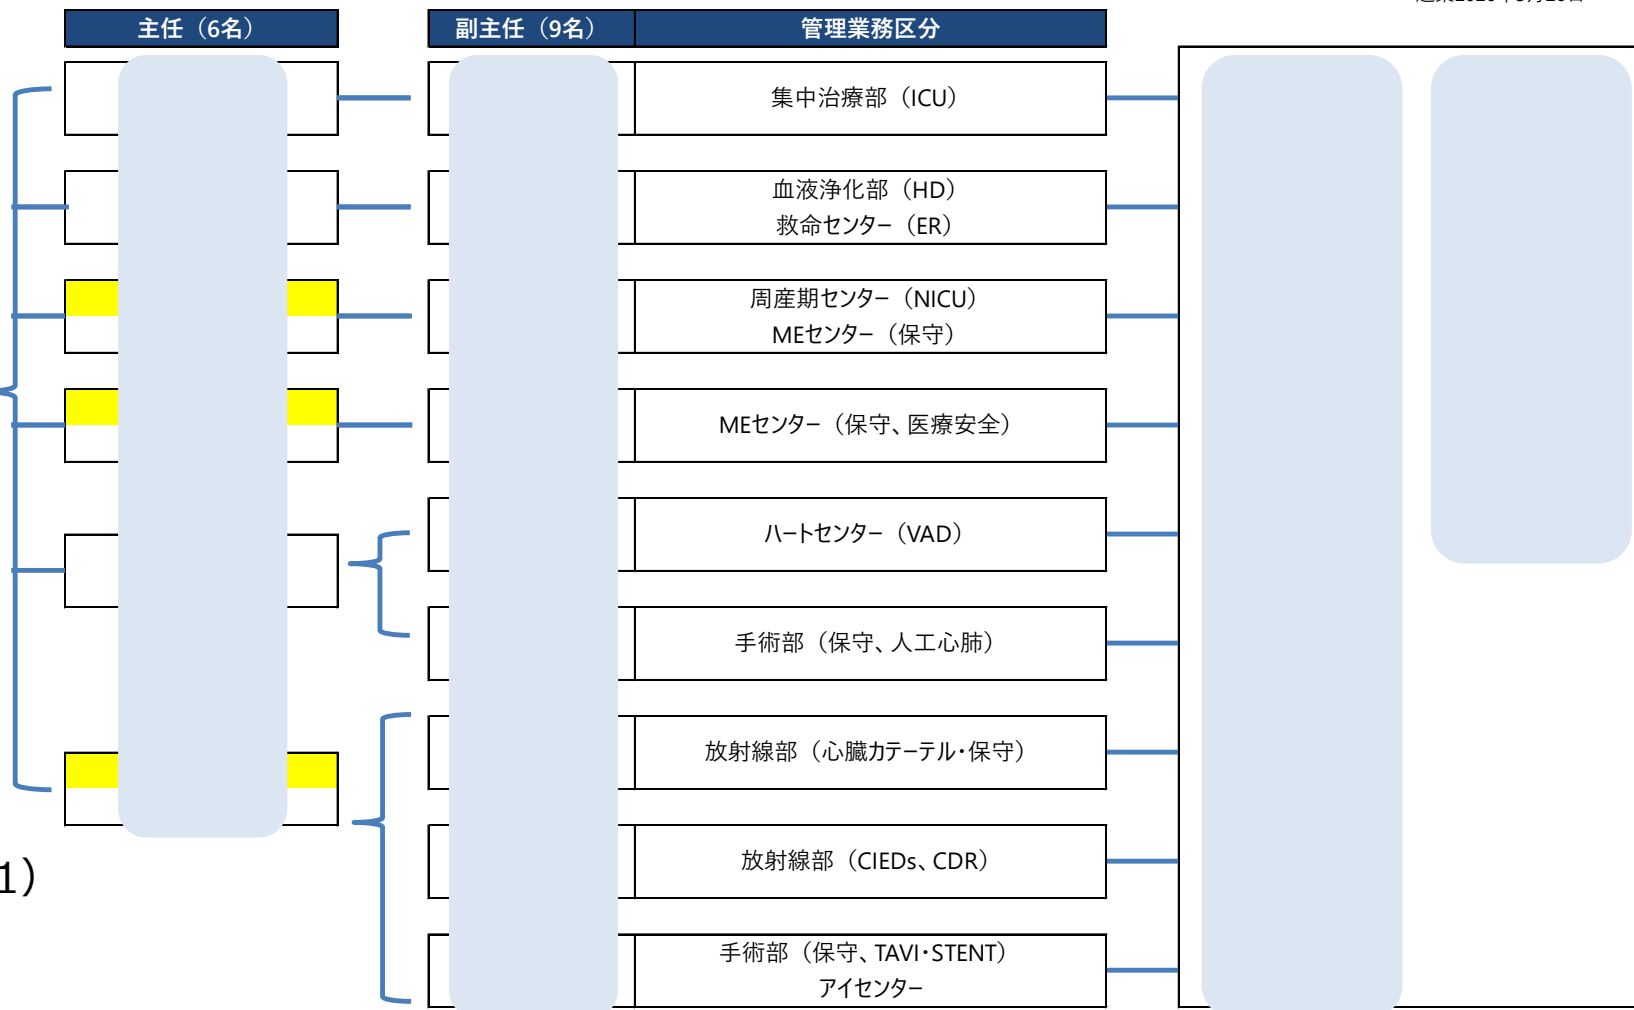 主任（6名）
副主任（9名）
管理業務区分
集中治療部（ICU）
血液浄化部（HD）
救命センター（ER）
周産期センター（NICU）
MEセンター（保守）
MEセンター（保守、医療安全）
ハートセンター（VAD）
手術部（保守、人工心肺）
放射線部（心臓カテーテル・保守）
放射線部（CIEDs、CDR）
1）
手術部（保守、TAVI・STENT）
アイセンター